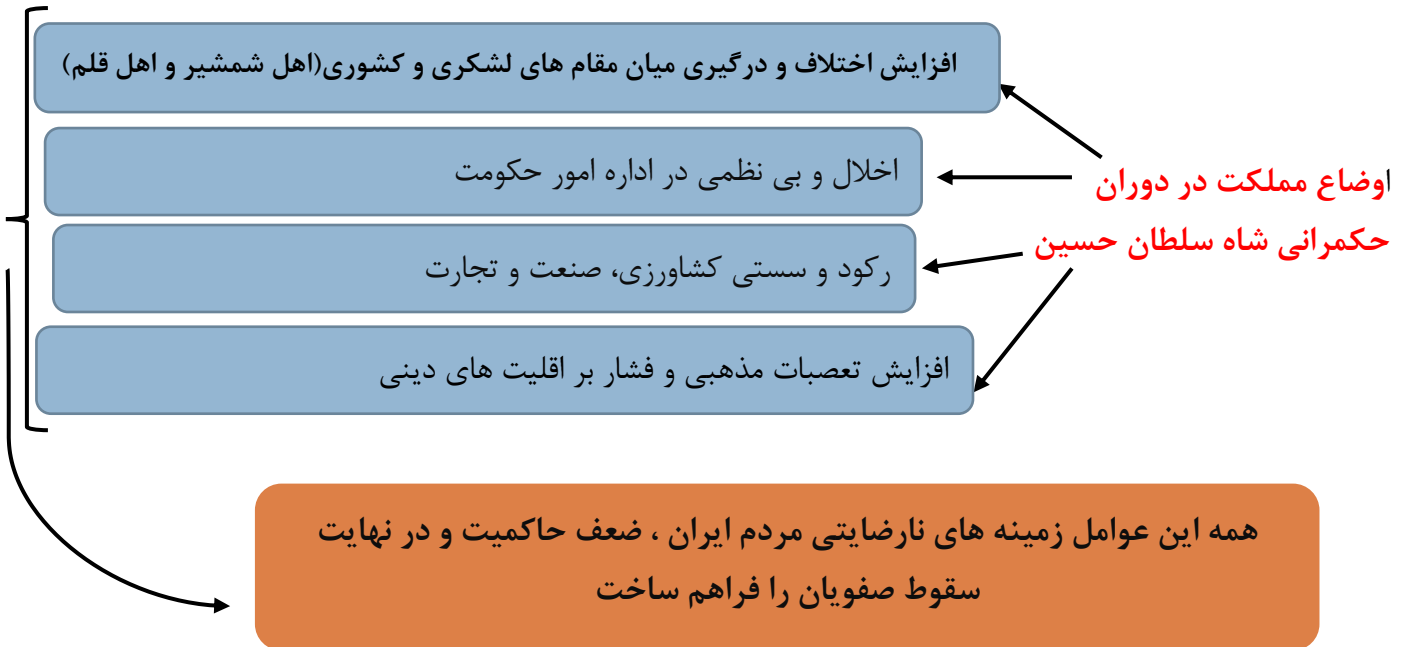 اوضاع مملکت در دوران
حکمرانی شاه سلطان حسین
افزایش اختلاف و درگیری میان مقام های لشکری و کشوری(اهل شمشیر و اهل قلم)
اخلال و بی نظمی در اداره امور حکومت
رکود و سستی کشاورزی، صنعت و تجارت
افزایش تعصبات مذهبی و فشار بر اقلیت های دینی
همه این عوامل زمینه های نارضایتی مردم ایران ، ضعف حاکمیت و در نهایت
سقوط صفویان را فراهم ساخت